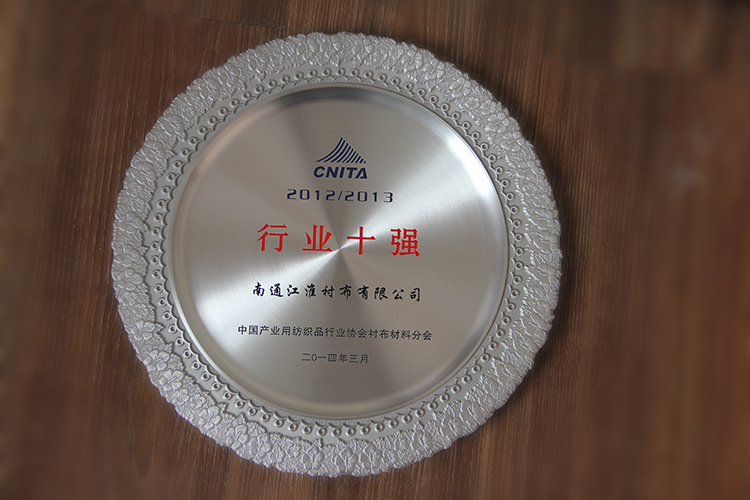 CNITA
2012/2013
行业十强
南通江淮衬布有限公司
中国产业用纺织品行业协会衬布材料分会
二0一四年三月